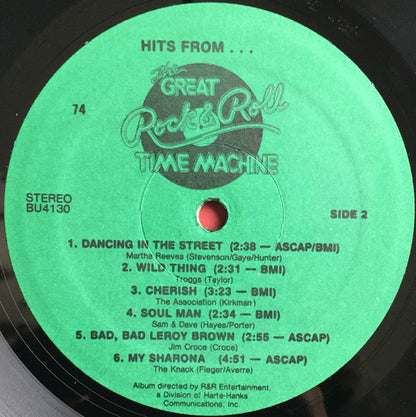 HITS FROM . . .
The
GREAT
Rock & Roll
TIME MACHINE
74
STEREO
BU4130
SIDE 2
1. DANCING IN THE STREET (2:38 — ASCAP/BMI)
Martha Reeves (Stevenson/Gaye/Hunter)
2. WILD THING (2:31 — BMI)
Troggs (Taylor)
3. CHERISH (3:23 — BMI)
The Association (Kirkman)
4. SOUL MAN (2:34 — BMI)
Sam & Dave (Hayes/Porter)
5. BAD, BAD LEROY BROWN (2:55 — ASCAP)
Jim Croce (Croce)
6. MY SHARONA (4:51 — ASCAP)
The Knack (Fieger/Averre)
Album directed by R&R Entertainment,
a Division of Harte-Hanks
Communications, Inc.